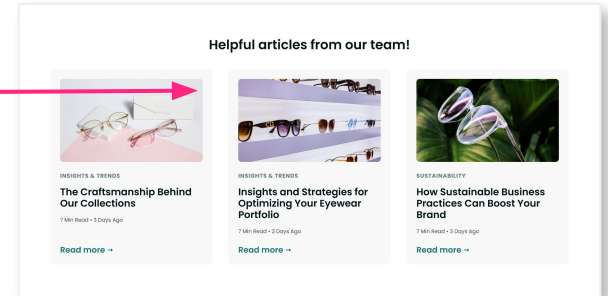 Helpful articles from our team!
INSIGHTS & TRENDS
The Craftsmanship Behind
Our Collections
7 Min Read • 3 Days Ago
Read more →
INSIGHTS & TRENDS
Insights and Strategies for
Optimizing Your Eyewear
Portfolio
7 Min Read • 3 Days Ago
Read more →
SUSTAINABILITY
How Sustainable Business
Practices Can Boost Your
Brand
7 Min Read • 3 Days Ago
Read more →